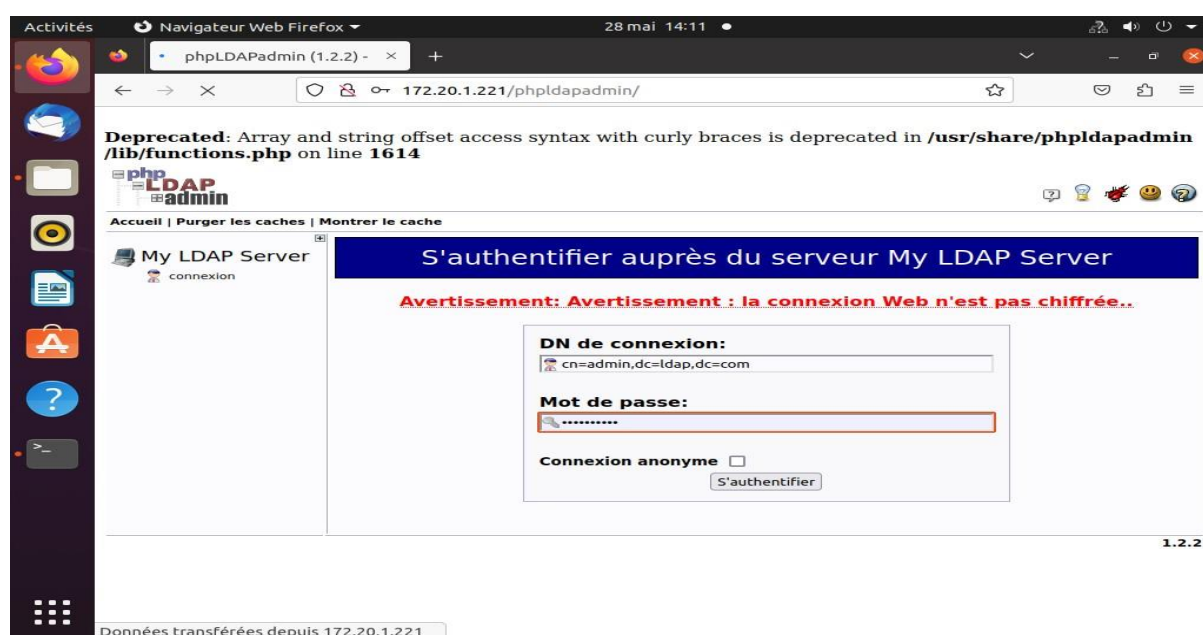 Activités Navigateur Web Firefox 28 mai 14:11
phpLDAPadmin (1.2.2) -
172.20.1.221/phpldapadmin/
Deprecated: Array and string offset access syntax with curly braces is deprecated in /usr/share/phpldapadmin
/lib/functions.php on line 1614
php
LDAP
admin
Accueil | Purger les caches | Montrer le cache
My LDAP Server
connexion
S'authentifier auprès du serveur My LDAP Server
Avertissement: Avertissement : la connexion Web n'est pas chiffrée..
DN de connexion:
cn=admin,dc=ldap,dc=com
Mot de passe:
••••••••••
Connexion anonyme
S'authentifier
1.2.2
Données transférées depuis 172.20.1.221